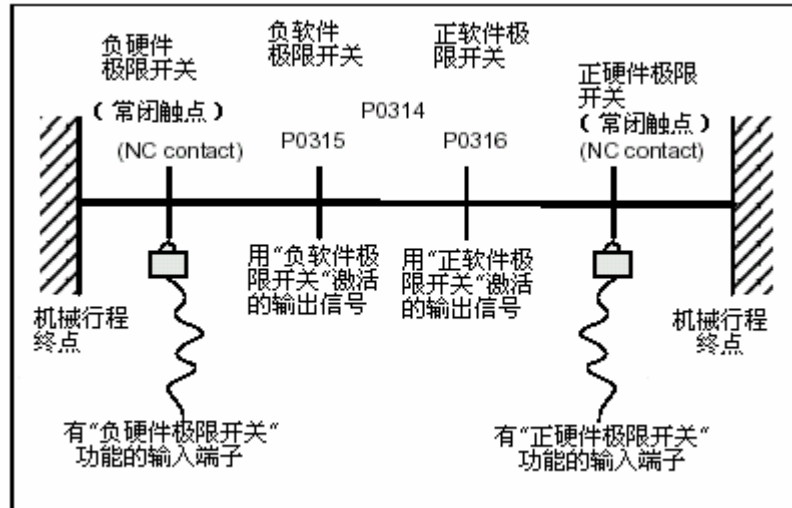 负硬件
极限开关
(常闭触点)
(NC contact)
负软件
极限开关
P0315
P0314
正软件极
限开关
P0316
正硬件极限
开关
(常闭触点)
(NC contact)
机械行程
终点
用“负软件极
限开关“激活
的输出信号
用“正软件极
限开关“激活
的输出信号
机械行程
终点
有“负硬件极限开关“
功能的输入端子
有“正硬件极限开关“
功能的输入端子